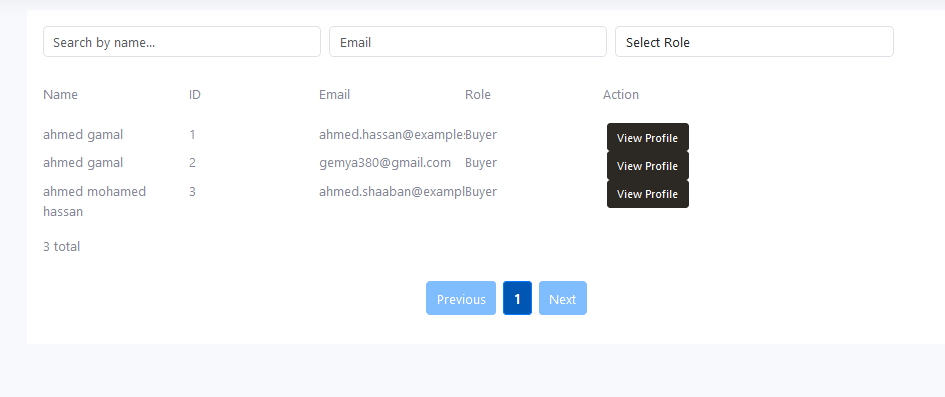 Search by name... Email Select Role
Name ID Email Role Action
ahmed gamal 1 ahmed.hassan@example Buyer View Profile
ahmed gamal 2 gemya380@gmail.com Buyer View Profile
ahmed mohamed 3 ahmed.shaaban@exampl Buyer View Profile
hassan
3 total
Previous 1 Next